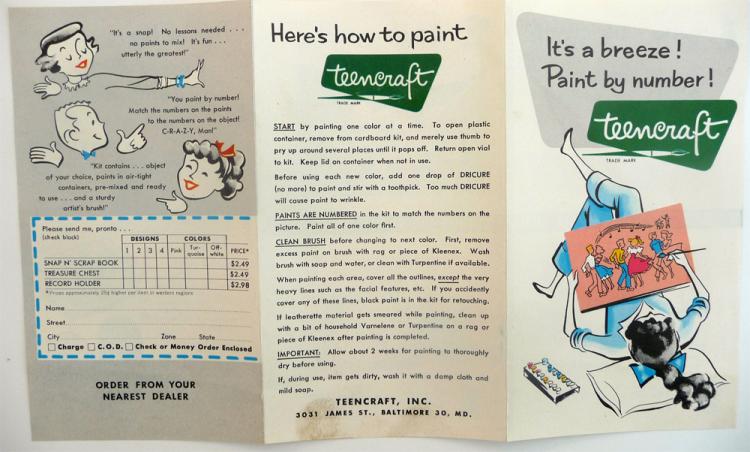 "It's a snap! No lessons needed . . .
no paints to mix! It's fun . . .
utterly the greatest!"
"You paint by number!
Match the numbers on the paints
to the numbers on the object!
C-R-A-Z-Y, Man!"
"Kit contains . . . object
of your choice, paints in air-tight
containers, pre-mixed and ready
to use . . . and a sturdy
artist's brush!"
Please send me, pronto . . .
(check block)
DESIGNS COLORS
1 2 3 4 Pink Tur-quoise Off-white PRICE*
SNAP N' SCRAP BOOK $2.49
TREASURE CHEST $2.49
RECORD HOLDER $2.98
*Prices approximately 25¢ higher per item in western regions
Name
Street
City Zone State
Charge C.O.D. Check or Money Order Enclosed
ORDER FROM YOUR
NEAREST DEALER
Here's how to paint
teencraft
TRADE MARK
START by painting one color at a time. To open plastic
container, remove from cardboard kit, and merely use thumb to
pry up around several places until it pops off. Return open vial
to kit. Keep lid on container when not in use.
Before using each new color, add one drop of DRICURE
(no more) to paint and stir with a toothpick. Too much DRICURE
will cause paint to wrinkle.
PAINTS ARE NUMBERED in the kit to match the numbers on the
picture. Paint all of one color first.
CLEAN BRUSH before changing to next color. First, remove
excess paint on brush with rag or piece of Kleenex. Wash
brush with soap and water, or clean with Turpentine if available.
When painting each area, cover all the outlines, except the very
heavy lines such as the facial features, etc. If you accidently
cover any of these lines, black paint is in the kit for retouching.
If leatherette material gets smeared while painting, clean up
with a bit of household Varnelene or Turpentine on a rag or
piece of Kleenex after painting is completed.
IMPORTANT: Allow about 2 weeks for painting to thoroughly
dry before using.
If, during use, item gets dirty, wash it with a damp cloth and
mild soap.
TEENCRAFT, INC.
3031 JAMES ST., BALTIMORE 30, MD.
It's a breeze!
Paint by number!
teencraft
TRADE MARK